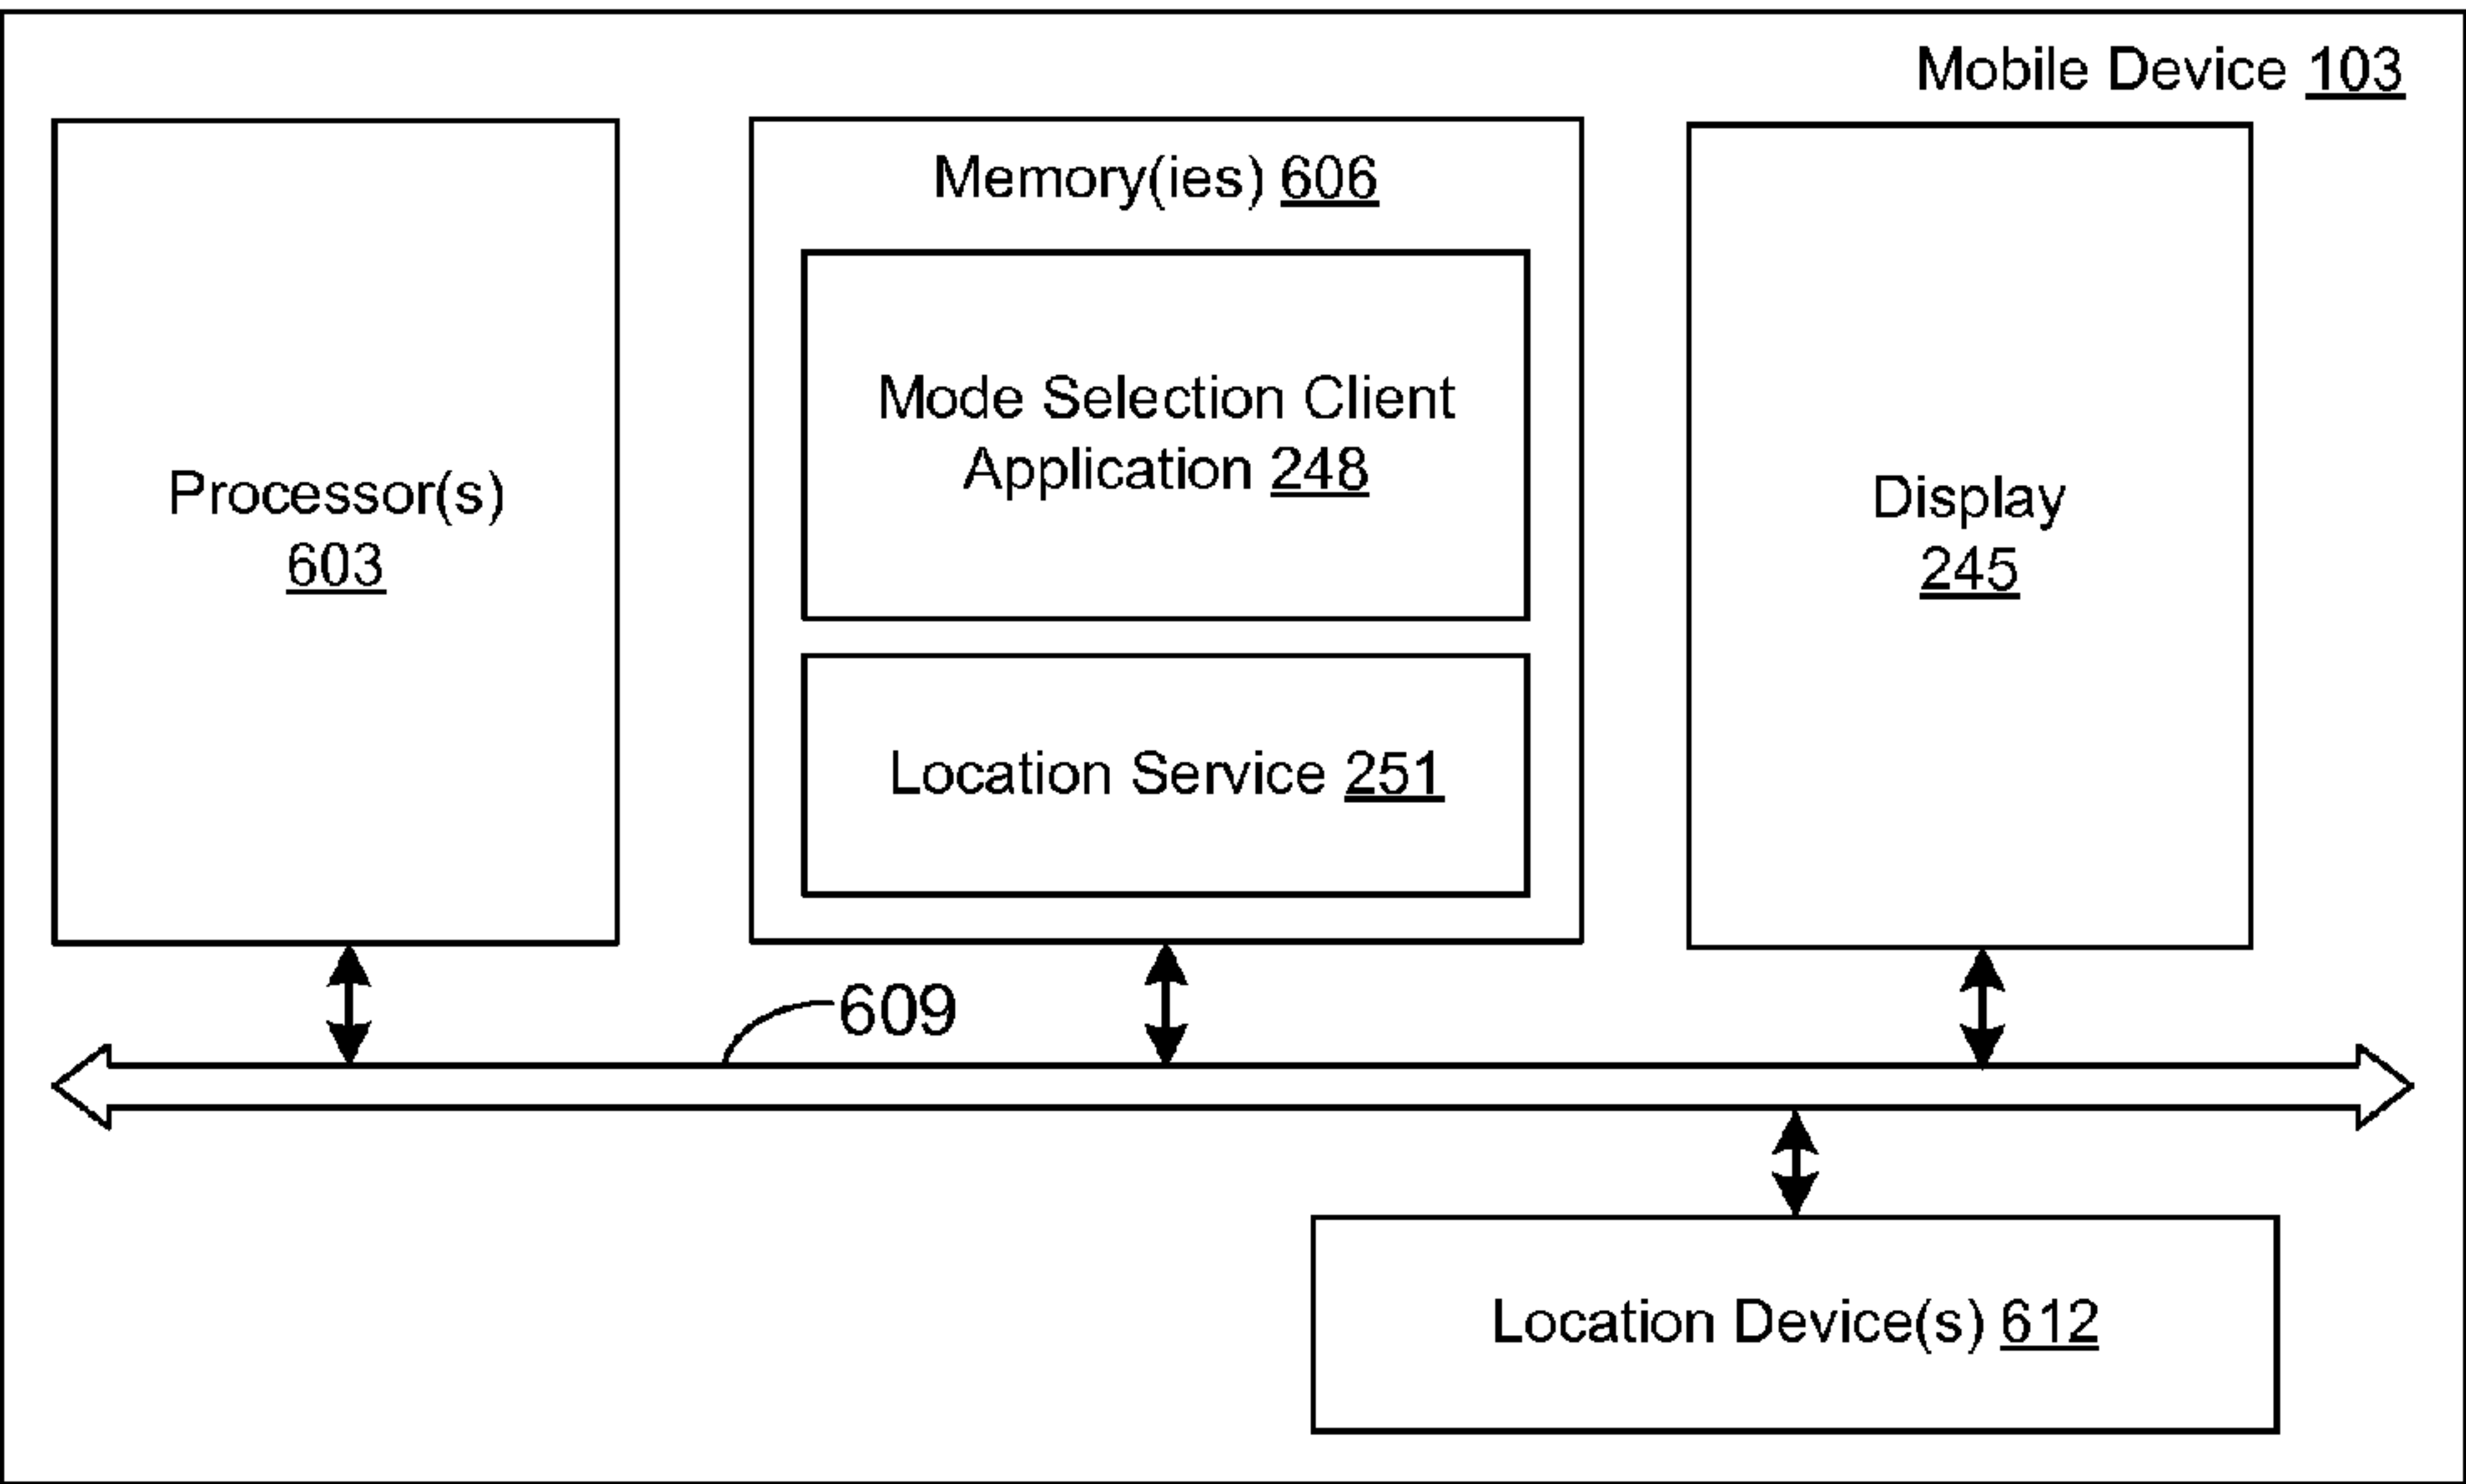 Mobile Device 103
Memory(ies) 606
Mode Selection Client
Application 248
Processor(s)
603
Display
245
Location Service 251
609
Location Device(s) 612